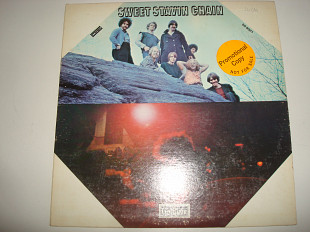 SWEET STAVIN CHAIN
Promotional
Copy
NOT FOR SALE